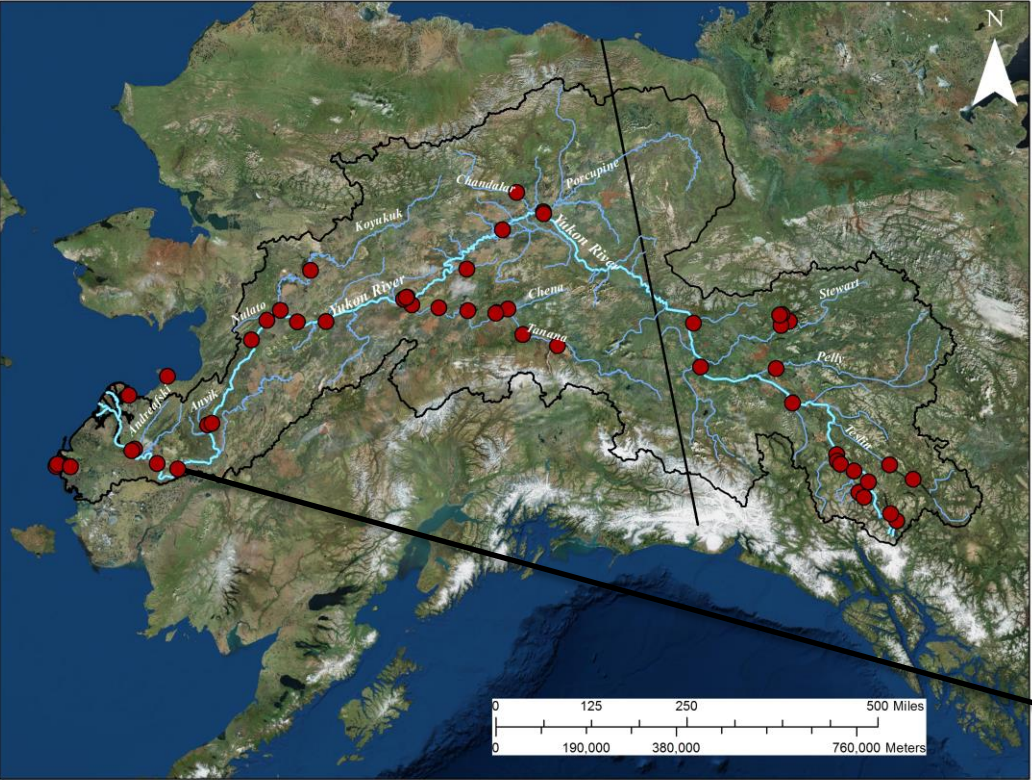 N
Chandalar
Porcupine
Koyukuk
Yukon River
Nulato
Yukon River
Chena
Stewart
Tanana
Pelly
Anvik
Andreafsky
Teslin
0 125 250 500 Miles
0 190,000 380,000 760,000 Meters